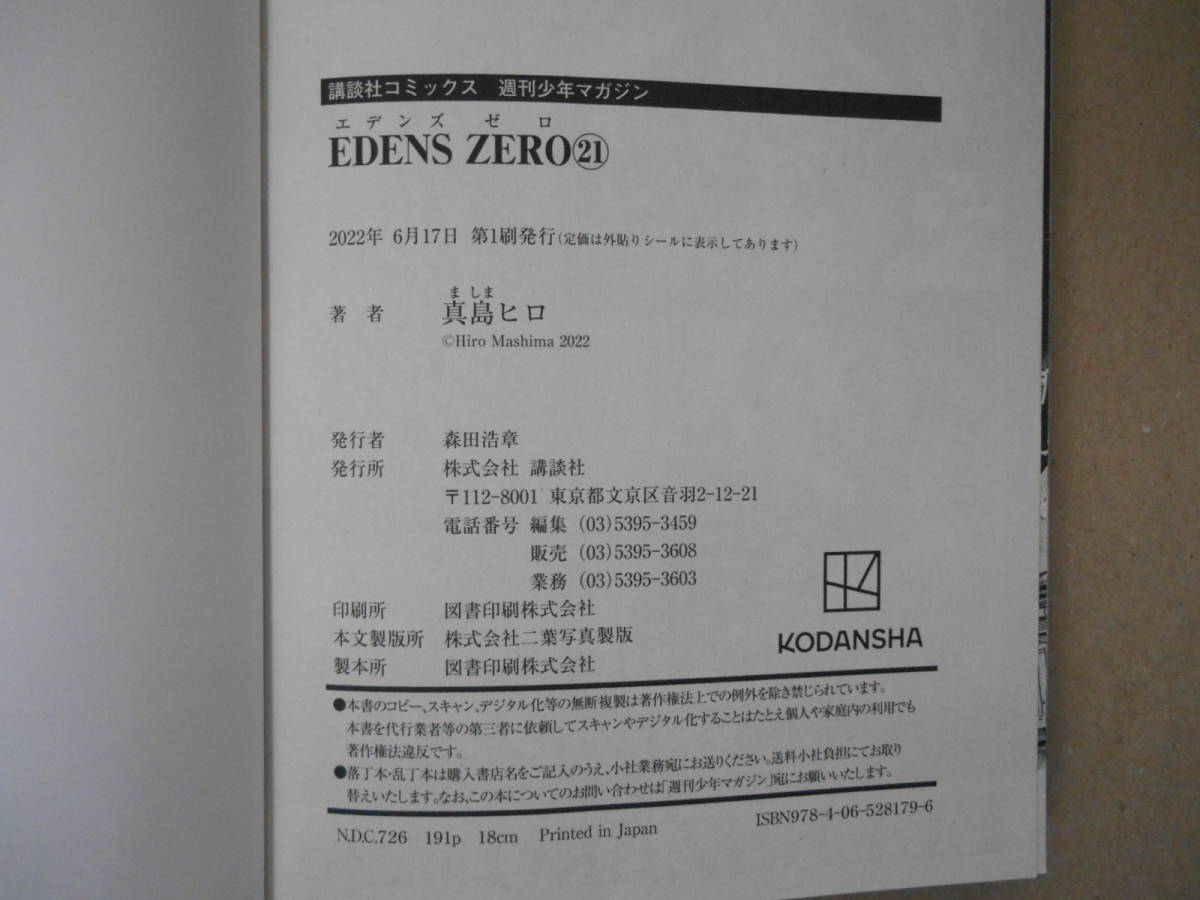 講談社コミックス 週刊少年マガジン
エデンズ ゼロ
EDENS ZERO㉑
2022年 6月17日 第1刷発行(定価は外貼りシールに表示してあります)
ま しま
著 者 真島ヒロ
©Hiro Mashima 2022
発行者 森田浩章
発行所 株式会社 講談社
〒112-8001 東京都文京区音羽2-12-21
電話番号 編集 (03)5395-3459
販売 (03)5395-3608
業務 (03)5395-3603
印刷所 図書印刷株式会社
本文製版所 株式会社二葉写真製版
製本所 図書印刷株式会社
KODANSHA
●本書のコピー、スキャン、デジタル化等の無断複製は著作権法上での例外を除き禁じられています。
本書を代行業者等の第三者に依頼してスキャンやデジタル化することはたとえ個人や家庭内の利用でも
著作権法違反です。
●落丁本・乱丁本は購入書店名をご記入のうえ、小社業務宛にお送りください。送料小社負担にてお取り
替えいたします。なお、この本についてのお問い合わせは「週刊少年マガジン」宛にお願いいたします。
N.D.C.726 191p 18cm Printed in Japan
ISBN978-4-06-528179-6